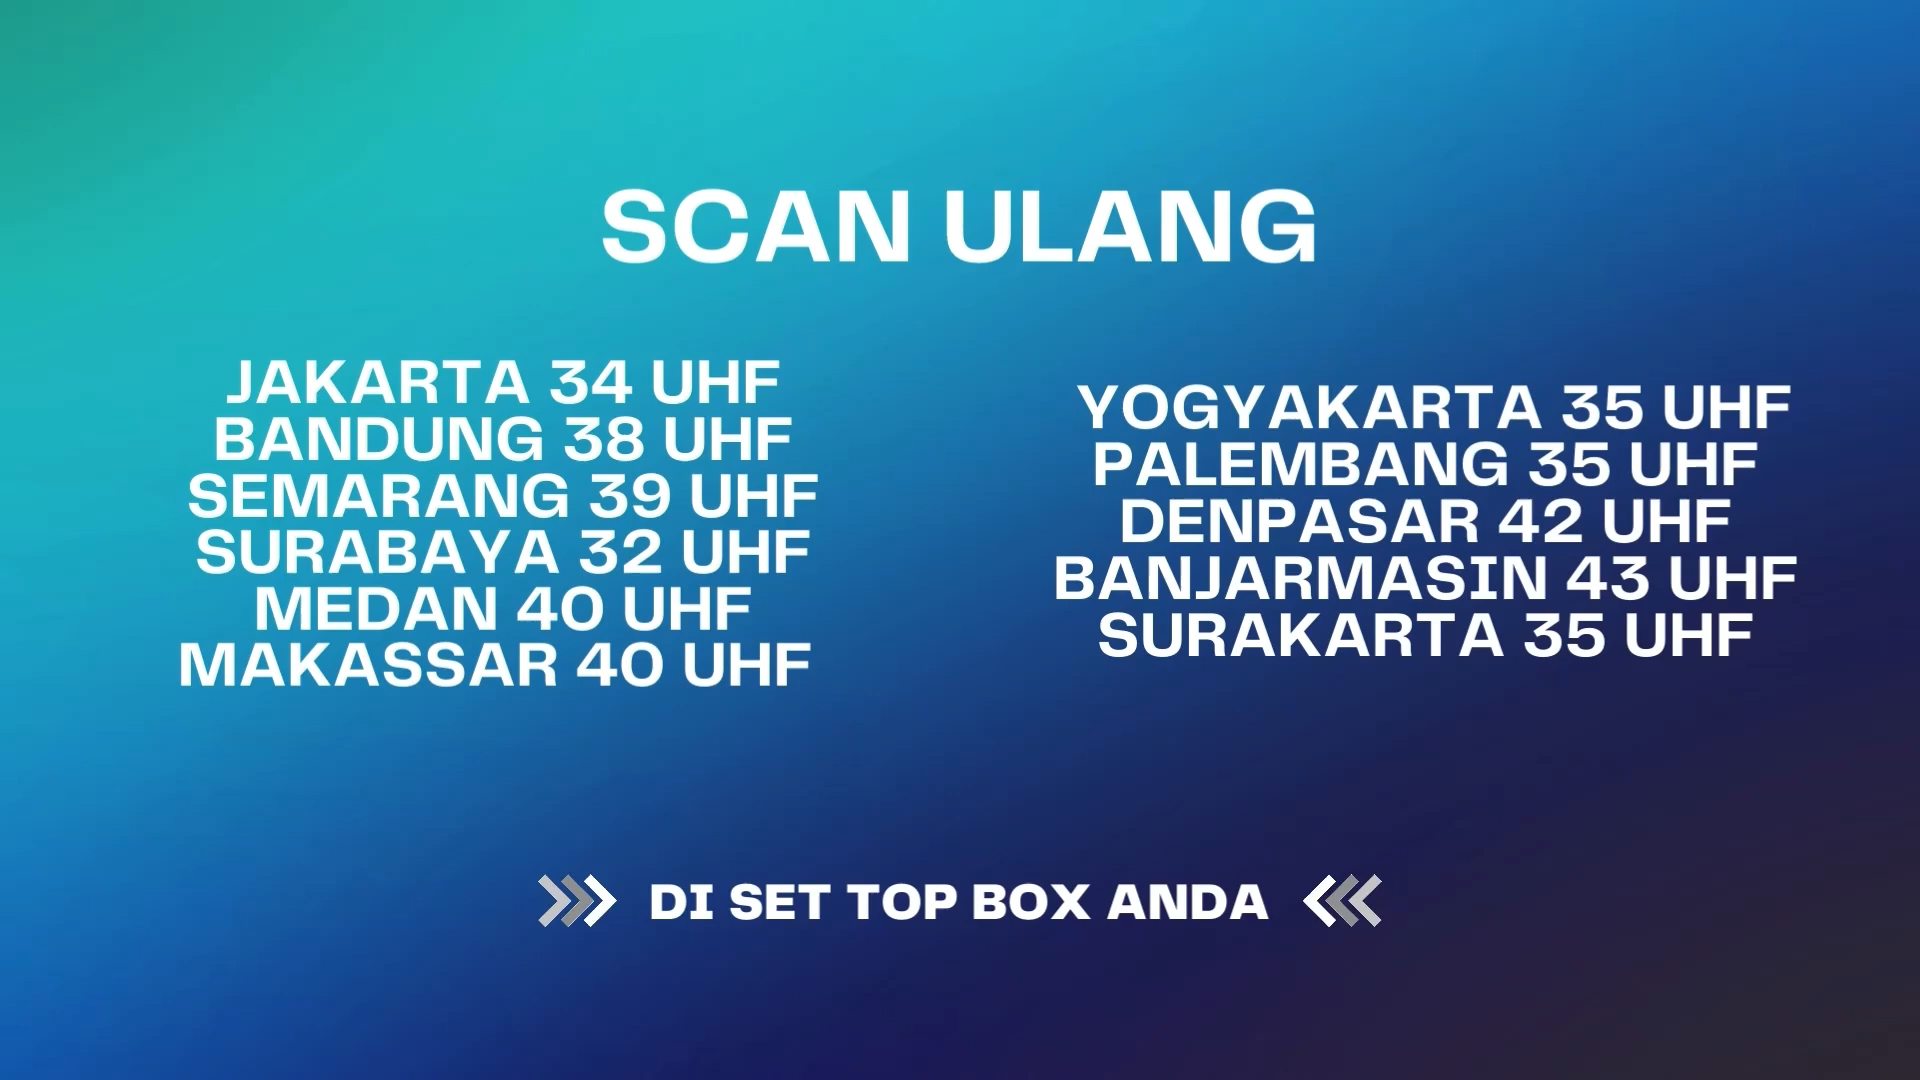 SCAN ULANG
JAKARTA 34 UHF
BANDUNG 38 UHF
SEMARANG 39 UHF
SURABAYA 32 UHF
MEDAN 40 UHF
MAKASSAR 40 UHF
YOGYAKARTA 35 UHF
PALEMBANG 35 UHF
DENPASAR 42 UHF
BANJARMASIN 43 UHF
SURAKARTA 35 UHF
DI SET TOP BOX ANDA